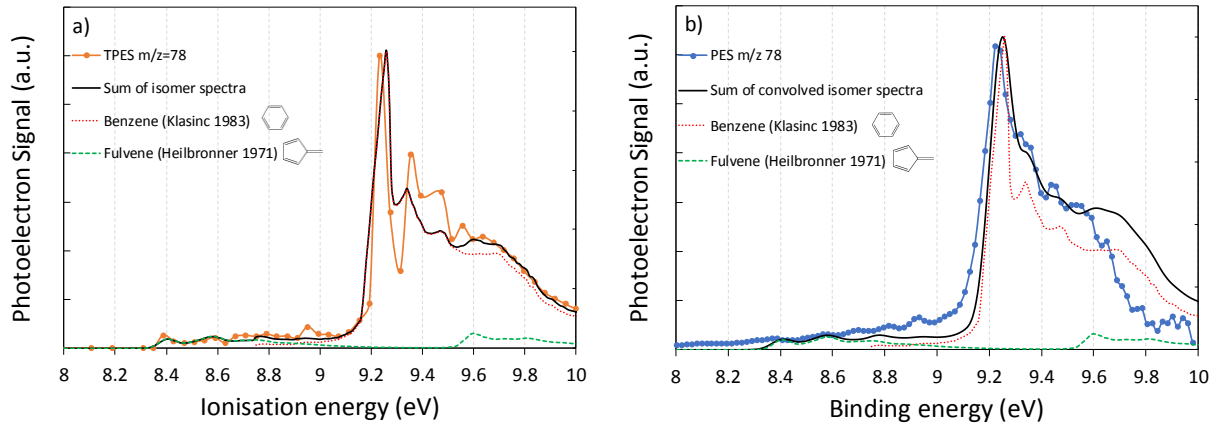 a)
TPES m/z=78
Sum of isomer spectra
Benzene (Klasinc 1983)
Fulvene (Heilbronner 1971)
Photoelectron Signal (a.u.)
8 8.2 8.4 8.6 8.8 9 9.2 9.4 9.6 9.8 10
Ionisation energy (eV)
b)
PES m/z 78
Sum of convolved isomer spectra
Benzene (Klasinc 1983)
Fulvene (Heilbronner 1971)
Photoelectron Signal (a.u.)
8 8.2 8.4 8.6 8.8 9 9.2 9.4 9.6 9.8 10
Binding energy (eV)